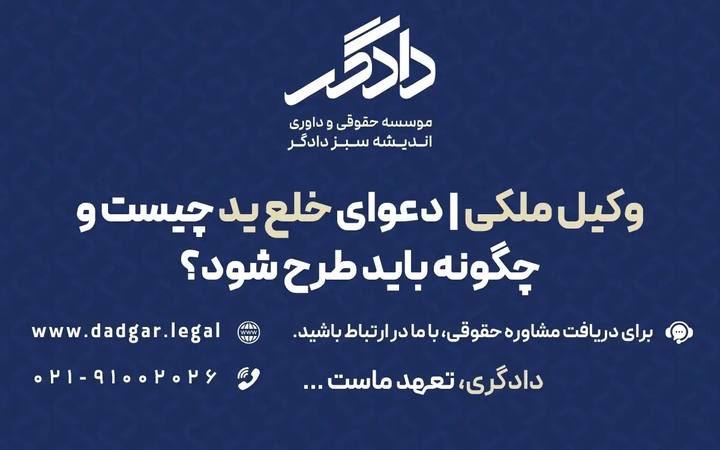 دادگر
موسسه حقوقی و داوری
اندیشه سبز دادگر
وکیل ملکی | دعوای خلع ید چیست و
چگونه باید طرح شود؟
برای دریافت مشاوره حقوقی، با ما در ارتباط باشید.
www.dadgar.legal
دادگری، تعهد ماست ...
۰۲۱-۹۱۰۰۲۰۲۶